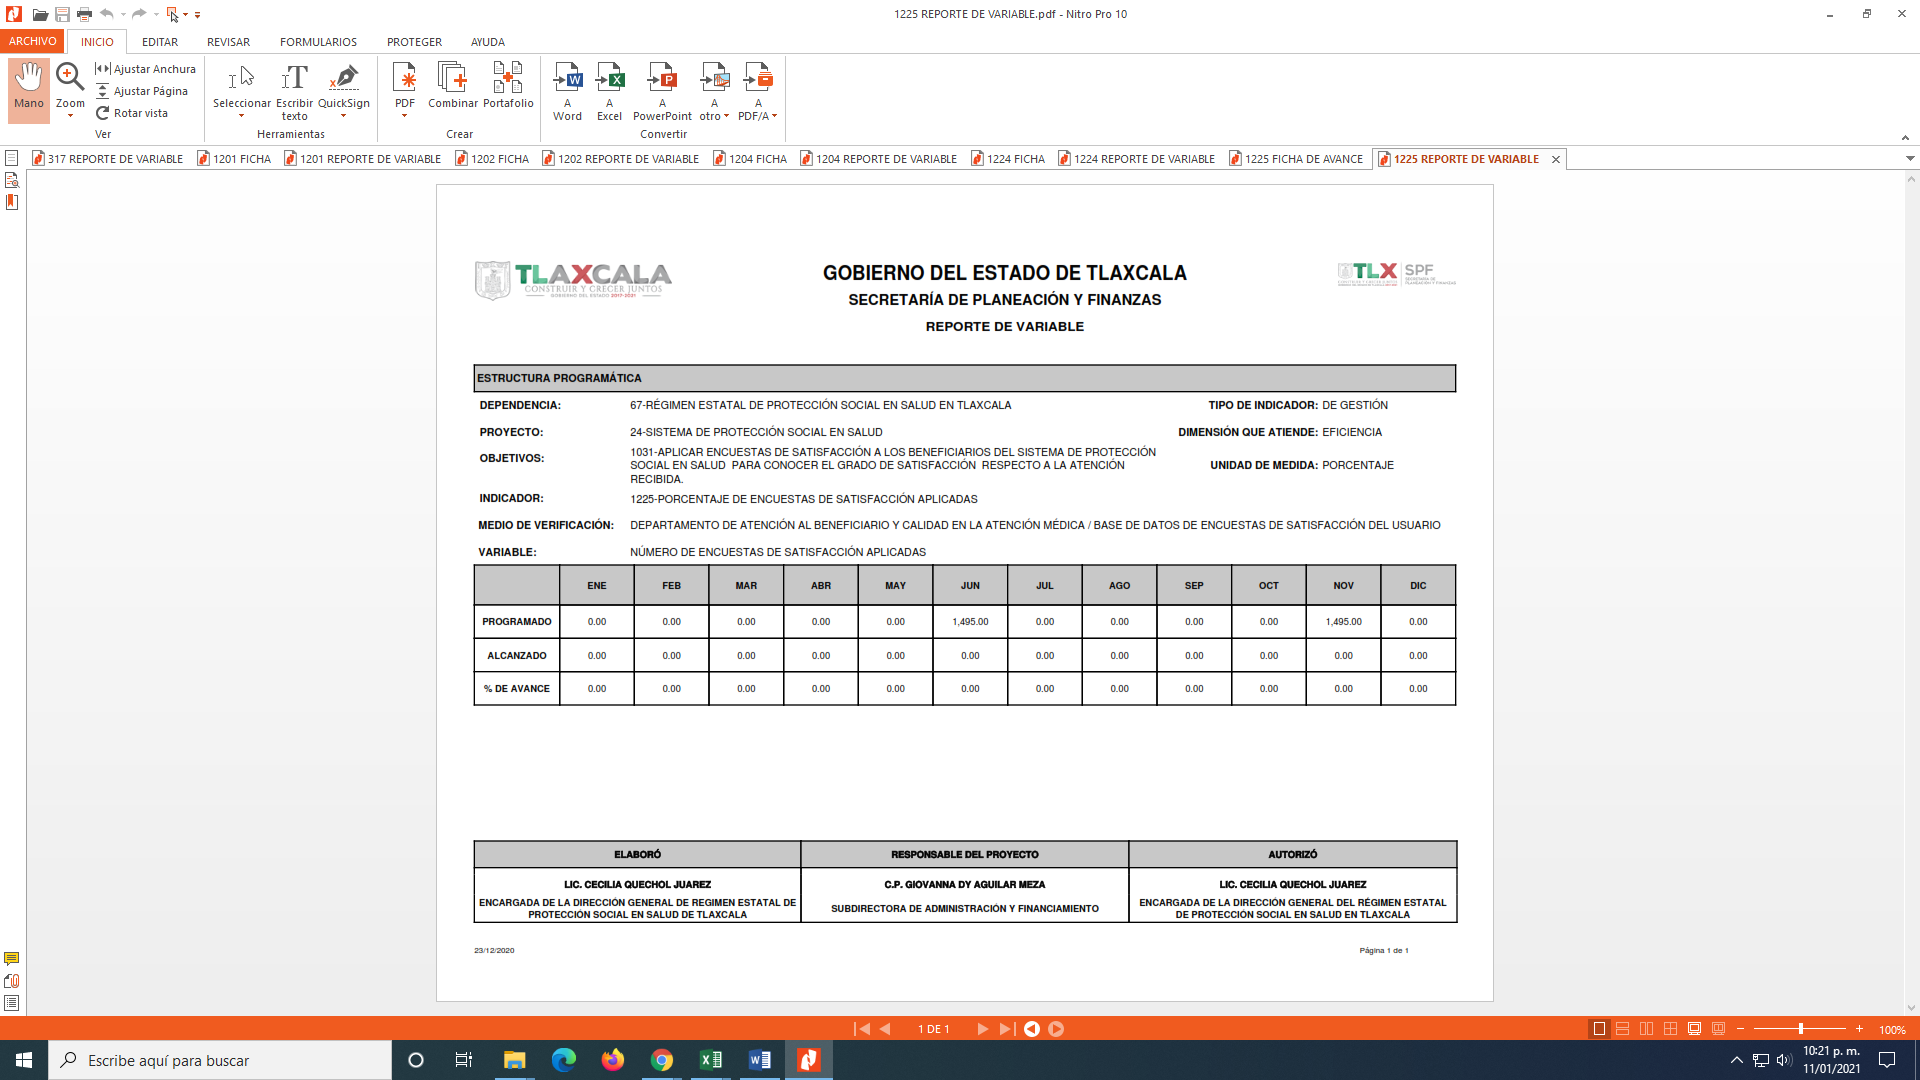 1225 REPORTE DE VARIABLE.pdf - Nitro Pro 10
ARCHIVO INICIO EDITAR REVISAR FORMULARIOS PROTEGER AYUDA
Mano
Zoom
Ajustar Anchura
Ajustar Página
Rotar vista
Ver
Seleccionar
Escribir texto
QuickSign
Herramientas
PDF
Combinar
Portafolio
Crear
A Word
A Excel
A PowerPoint
A otro
A PDF/A
Convertir
317 REPORTE DE VARIABLE 1201 FICHA 1201 REPORTE DE VARIABLE 1202 FICHA 1202 REPORTE DE VARIABLE 1204 FICHA 1204 REPORTE DE VARIABLE 1224 FICHA 1224 REPORTE DE VARIABLE 1225 FICHA DE AVANCE 1225 REPORTE DE VARIABLE
TLAXCALA
CONSTRUIR Y CRECER JUNTOS
GOBIERNO DEL ESTADO 2017-2021
GOBIERNO DEL ESTADO DE TLAXCALA
SECRETARÍA DE PLANEACIÓN Y FINANZAS
REPORTE DE VARIABLE
TLX SPF
SECRETARÍA DE
PLANEACIÓN Y FINANZAS
ESTRUCTURA PROGRAMÁTICA
DEPENDENCIA: 67-RÉGIMEN ESTATAL DE PROTECCIÓN SOCIAL EN SALUD EN TLAXCALA TIPO DE INDICADOR: DE GESTIÓN
PROYECTO: 24-SISTEMA DE PROTECCIÓN SOCIAL EN SALUD DIMENSIÓN QUE ATIENDE: EFICIENCIA
OBJETIVOS: 1031-APLICAR ENCUESTAS DE SATISFACCIÓN A LOS BENEFICIARIOS DEL SISTEMA DE PROTECCIÓN
SOCIAL EN SALUD PARA CONOCER EL GRADO DE SATISFACCIÓN RESPECTO A LA ATENCIÓN
RECIBIDA.
UNIDAD DE MEDIDA: PORCENTAJE
INDICADOR: 1225-PORCENTAJE DE ENCUESTAS DE SATISFACCIÓN APLICADAS
MEDIO DE VERIFICACIÓN: DEPARTAMENTO DE ATENCIÓN AL BENEFICIARIO Y CALIDAD EN LA ATENCIÓN MÉDICA / BASE DE DATOS DE ENCUESTAS DE SATISFACCIÓN DEL USUARIO
VARIABLE: NÚMERO DE ENCUESTAS DE SATISFACCIÓN APLICADAS
ENE FEB MAR ABR MAY JUN JUL AGO SEP OCT NOV DIC
PROGRAMADO 0.00 0.00 0.00 0.00 0.00 1,495.00 0.00 0.00 0.00 0.00 1,495.00 0.00
ALCANZADO 0.00 0.00 0.00 0.00 0.00 0.00 0.00 0.00 0.00 0.00 0.00 0.00
% DE AVANCE 0.00 0.00 0.00 0.00 0.00 0.00 0.00 0.00 0.00 0.00 0.00 0.00
ELABORÓ RESPONSABLE DEL PROYECTO AUTORIZÓ
LIC. CECILIA QUECHOL JUAREZ C.P. GIOVANNA DY AGUILAR MEZA LIC. CECILIA QUECHOL JUAREZ
ENCARGADA DE LA DIRECCIÓN GENERAL DE REGIMEN ESTATAL DE
PROTECCIÓN SOCIAL EN SALUD DE TLAXCALA
SUBDIRECTORA DE ADMINISTRACIÓN Y FINANCIAMIENTO
ENCARGADA DE LA DIRECCIÓN GENERAL DEL RÉGIMEN ESTATAL
DE PROTECCIÓN SOCIAL EN SALUD EN TLAXCALA
23/12/2020 Página 1 de 1
1 DE 1
100%
Escribe aquí para buscar
10:21 p. m.
11/01/2021